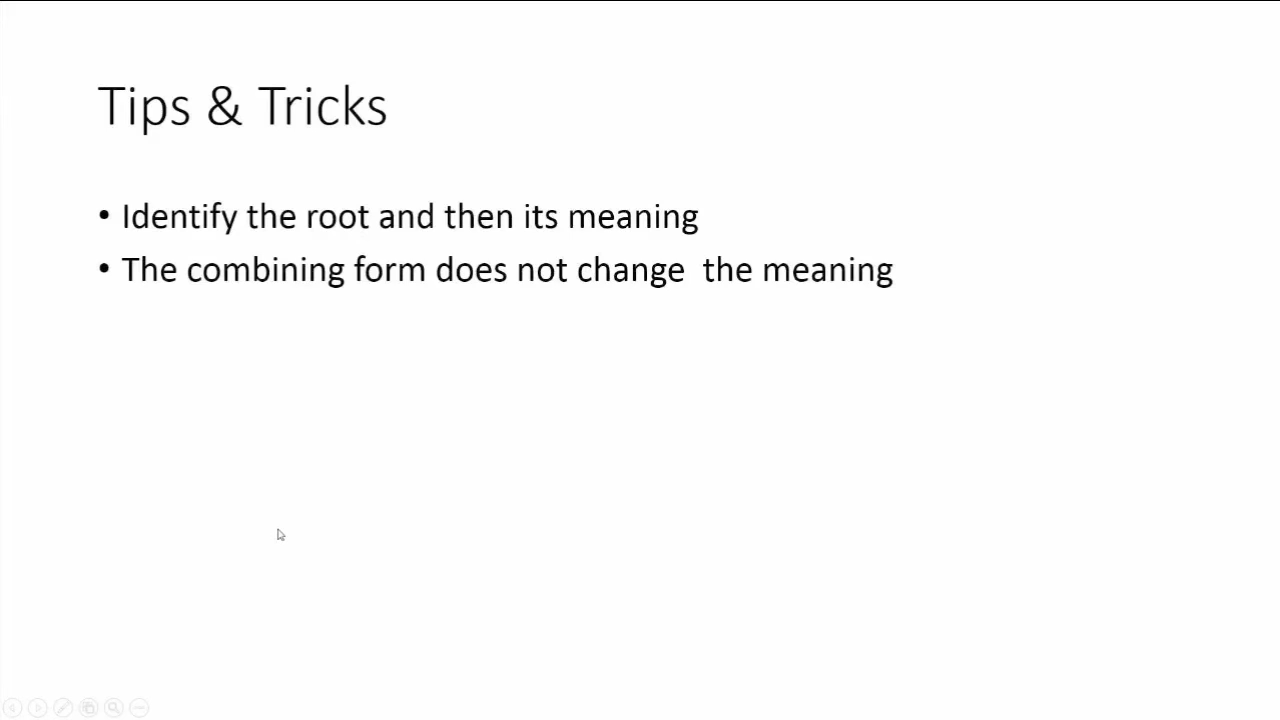 Tips & Tricks
• Identify the root and then its meaning
• The combining form does not change  the meaning